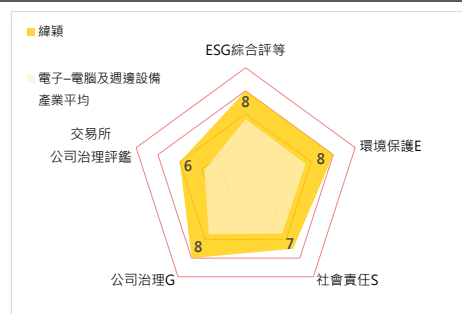 緯穎
電子–電腦及週邊設備
產業平均
ESG綜合評等
8
環境保護E
8
社會責任S
7
公司治理G
8
交易所
公司治理評鑑
6